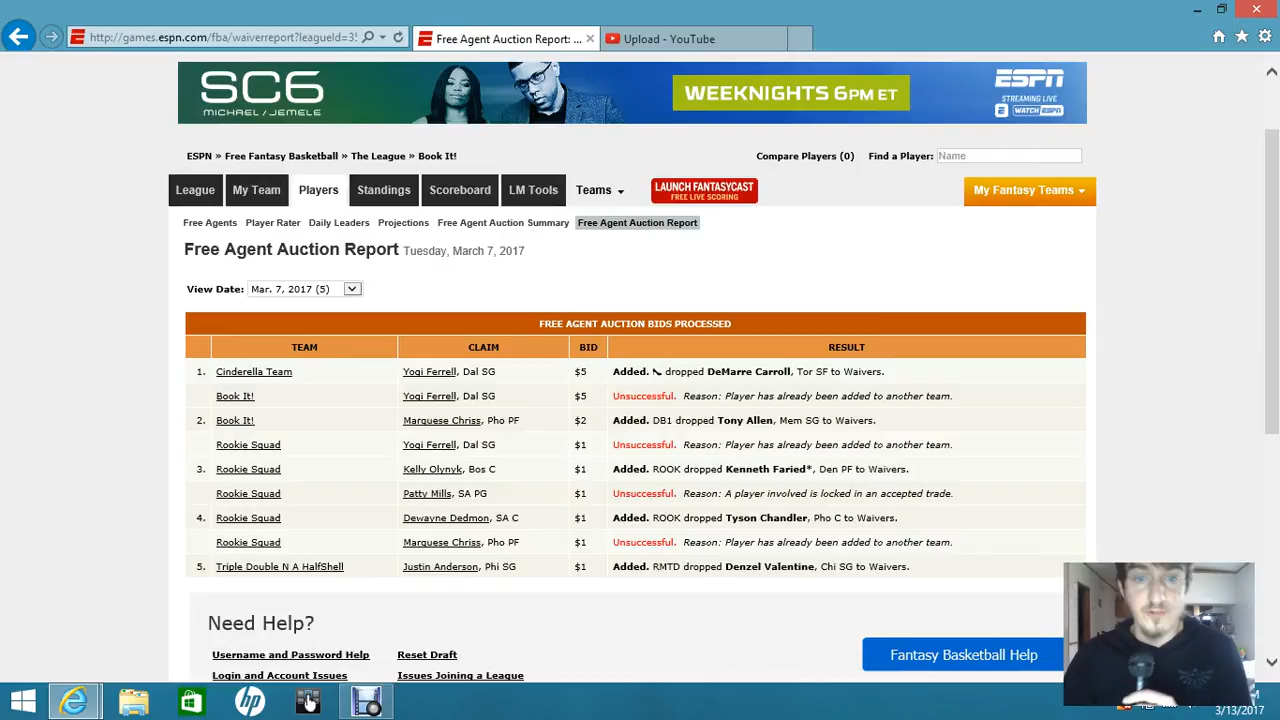 http://games.espn.com/fba/waiverreport?leagueId=35
Free Agent Auction Report: ...
Upload - YouTube
SC6
MICHAEL / JEMELE
WEEKNIGHTS 6PM ET
ESPN
STREAMING LIVE
WATCH ESPN
ESPN » Free Fantasy Basketball » The League » Book It!
Compare Players (0)
Find a Player: Name
League
My Team
Players
Standings
Scoreboard
LM Tools
Teams
LAUNCH FANTASYCAST
FREE LIVE SCORING
My Fantasy Teams
Free Agents Player Rater Daily Leaders Projections Free Agent Auction Summary Free Agent Auction Report
Free Agent Auction Report Tuesday, March 7, 2017
View Date: Mar. 7, 2017 (5)
FREE AGENT AUCTION BIDS PROCESSED
TEAM CLAIM BID RESULT
1. Cinderella Team Yogi Ferrell, Dal SG $5 Added. dropped DeMarre Carroll, Tor SF to Waivers.
Book It! Yogi Ferrell, Dal SG $5 Unsuccessful. Reason: Player has already been added to another team.
2. Book It! Marquese Chriss, Pho PF $2 Added. DB1 dropped Tony Allen, Mem SG to Waivers.
Rookie Squad Yogi Ferrell, Dal SG $1 Unsuccessful. Reason: Player has already been added to another team.
3. Rookie Squad Kelly Olynyk, Bos C $1 Added. ROOK dropped Kenneth Faried*, Den PF to Waivers.
Rookie Squad Patty Mills, SA PG $1 Unsuccessful. Reason: A player involved is locked in an accepted trade.
4. Rookie Squad Dewayne Dedmon, SA C $1 Added. ROOK dropped Tyson Chandler, Pho C to Waivers.
Rookie Squad Marquese Chriss, Pho PF $1 Unsuccessful. Reason: Player has already been added to another team.
5. Triple Double N A HalfShell Justin Anderson, Phi SG $1 Added. RMTD dropped Denzel Valentine, Chi SG to Waivers.
Need Help?
Username and Password Help
Reset Draft
Login and Account Issues
Issues Joining a League
Fantasy Basketball Help
hp
3/13/2017